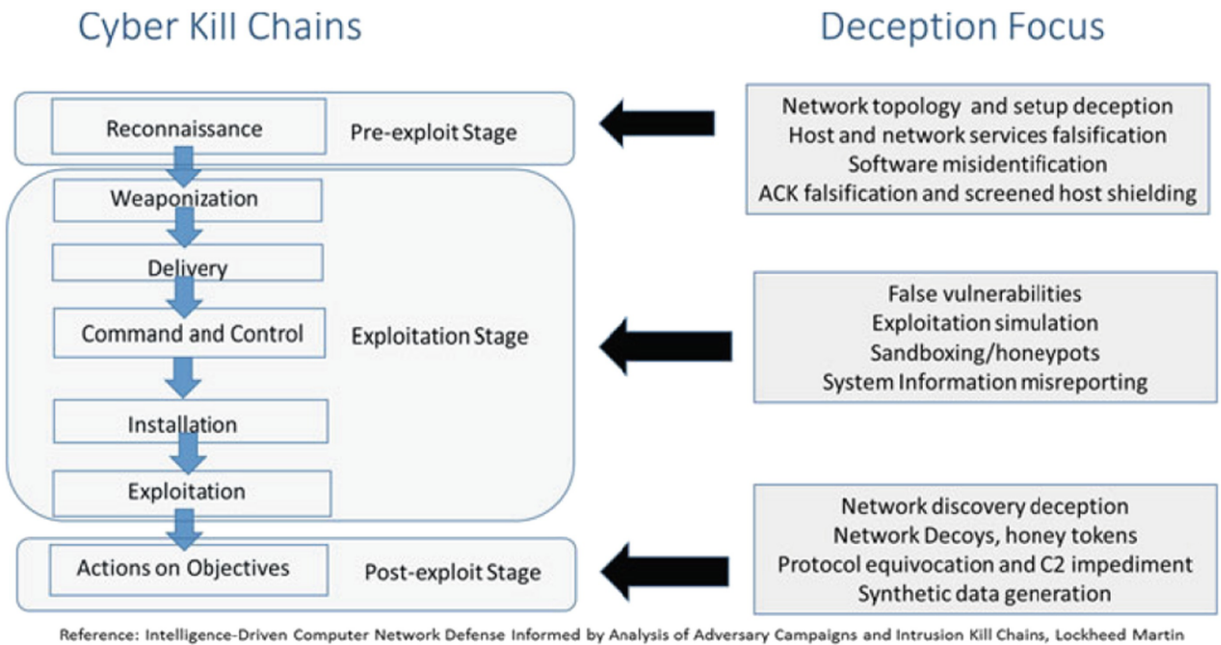 Cyber Kill Chains
Deception Focus
Reconnaissance
Pre-exploit Stage
Network topology and setup deception
Host and network services falsification
Software misidentification
ACK falsification and screened host shielding
Weaponization
Delivery
Command and Control
Installation
Exploitation
Exploitation Stage
False vulnerabilities
Exploitation simulation
Sandboxing/honeypots
System Information misreporting
Actions on Objectives
Post-exploit Stage
Network discovery deception
Network Decoys, honey tokens
Protocol equivocation and C2 impediment
Synthetic data generation
Reference: Intelligence-Driven Computer Network Defense Informed by Analysis of Adversary Campaigns and Intrusion Kill Chains, Lockheed Martin